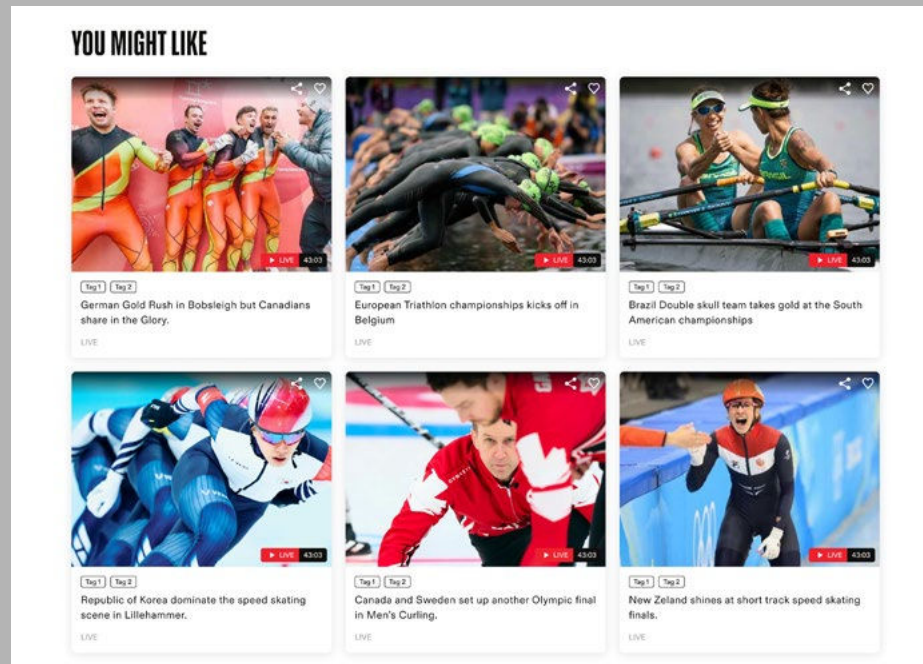 YOU MIGHT LIKE
LIVE 43:03
LIVE 43:03
BRASIL
LIVE 43:03
Tag 1 Tag 2
German Gold Rush in Bobsleigh but Canadians
share in the Glory.
LIVE
Tag 1 Tag 2
European Triathlon championships kicks off in
Belgium
LIVE
Tag 1 Tag 2
Brazil Double skull team takes gold at the South
American championships
LIVE
LIVE 43:03
LIVE 43:03
LIVE 43:03
Tag 1 Tag 2
Republic of Korea dominate the speed skating
scene in Lillehammer.
LIVE
Tag 1 Tag 2
Canada and Sweden set up another Olympic final
in Men's Curling.
LIVE
Tag 1 Tag 2
New Zeland shines at short track speed skating
finals.
LIVE